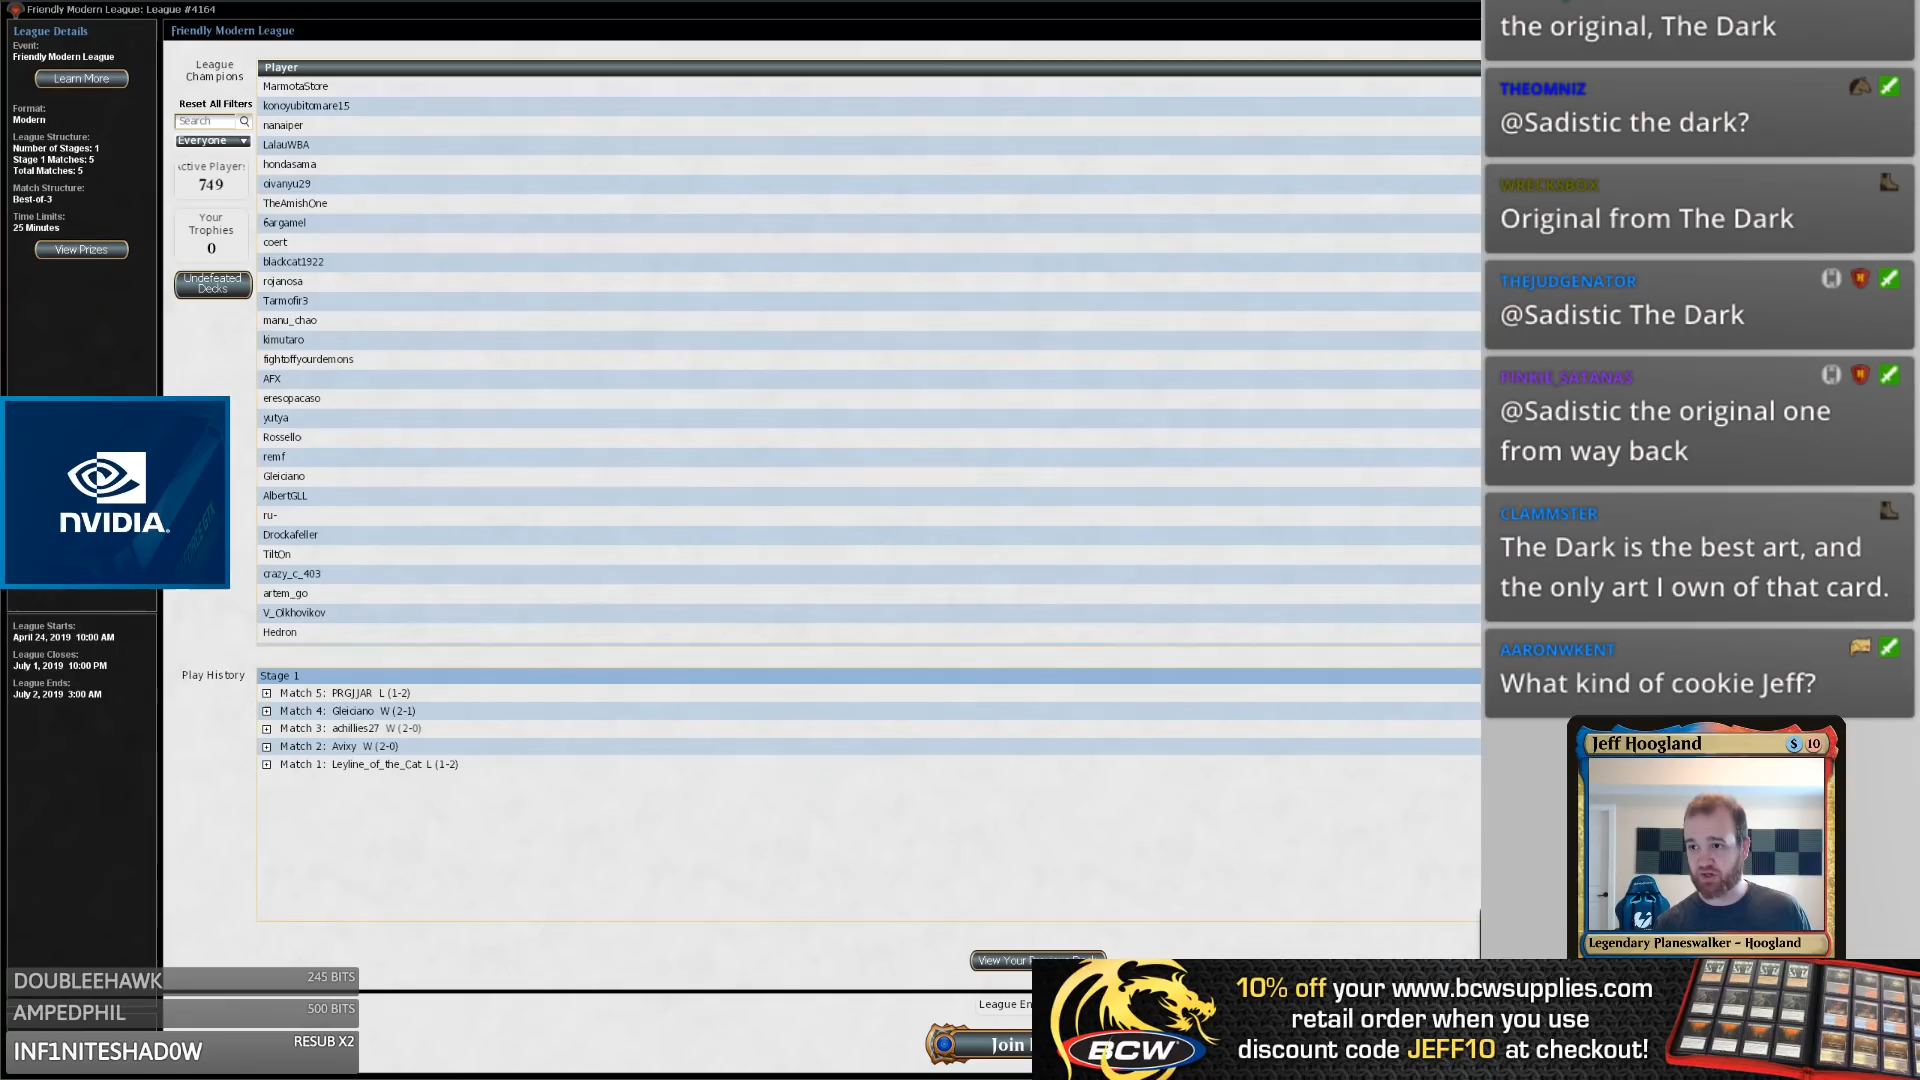 Friendly Modern League: League #4164
League Details
Event:
Friendly Modern League
Learn More
Format:
Modern
League Structure:
Number of Stages: 1
Stage 1 Matches: 5
Total Matches: 5
Match Structure:
Best-of-3
Time Limits:
25 Minutes
View Prizes
NVIDIA.
League Starts:
April 24, 2019 10:00 AM
League Closes:
July 1, 2019 10:00 PM
League Ends:
July 2, 2019 3:00 AM
Friendly Modern League
League
Champions
Reset All Filters
Search
Everyone
Active Players
749
Your
Trophies
0
Undefeated
Decks
Player
MarmotaStore
konoyubitomare15
nanaiper
LalauWBA
hondasama
oivanyu29
TheAmishOne
6argamel
coert
blackcat1922
rojanosa
Tarmofir3
manu_chao
kimutaro
fightoffyourdemons
AFX
eresopacaso
yutya
Rossello
remf
Gleiciano
AlbertGLL
ru-
Drockafeller
TiltOn
crazy_c_403
artem_go
V_Olkhovikov
Hedron
Play History
Stage 1
Match 5: PRGJJAR L (1-2)
Match 4: Gleiciano W (2-1)
Match 3: achillies27 W (2-0)
Match 2: Avixy W (2-0)
Match 1: Leyline_of_the_Cat L (1-2)
View Your
League En
Join
DOUBLEEHAWK 245 BITS
AMPEDPHIL 500 BITS
INF1NITESHAD0W RESUB X2
the original, The Dark
THEOMNIZ
@Sadistic the dark?
WRECKSBOX
Original from The Dark
THEJUDGENATOR
@Sadistic The Dark
PINKIE_SATANAS
@Sadistic the original one
from way back
CLAMMSTER
The Dark is the best art, and
the only art I own of that card.
AARONWKENT
What kind of cookie Jeff?
Jeff Hoogland $ 10
Legendary Planeswalker - Hoogland
BCW
10% off your www.bcwsupplies.com
retail order when you use
discount code JEFF10 at checkout!